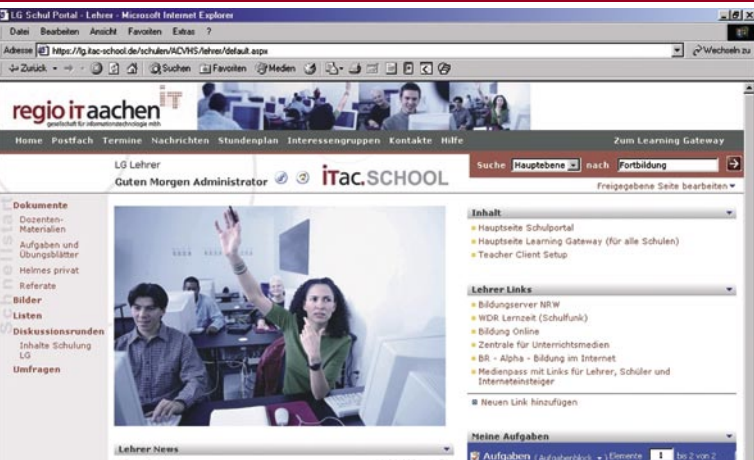 LG Schul Portal - Lehrer - Microsoft Internet Explorer
Datei Bearbeiten Ansicht Favoriten Extras ?
Adresse https://lg.itac-school.de/schulen/ACVHS/lehrer/default.aspx Wechseln zu
Zurück Suchen Favoriten Medien
regio iT aachen
gesellschaft für informationstechnologie mbh
iT
Home Postfach Termine Nachrichten Stundenplan Interessengruppen Kontakte Hilfe Zum Learning Gateway
LG Lehrer
Guten Morgen Administrator
iTac.SCHOOL
Suche Hauptebene nach Fortbildung
Freigegebene Seite bearbeiten
Schnellstart
Dokumente
Dozenten-
Materialien
Aufgaben und
Übungsblätter
Helmes privat
Referate
Bilder
Listen
Diskussionsrunden
Inhalte Schulung
LG
Umfragen
Lehrer News
Inhalt
Hauptseite Schulportal
Hauptseite Learning Gateway (für alle Schulen)
Teacher Client Setup
Lehrer Links
Bildungserver NRW
WDR Lernzeit (Schulfunk)
Bildung Online
Zentrale für Unterrichtsmedien
BR - Alpha - Bildung im Internet
Medienpass mit Links für Lehrer, Schüler und
Interneteinsteiger
Neuen Link hinzufügen
Meine Aufgaben
Aufgaben (Aufgabenblock) Elemente 1 bis 2 von 2